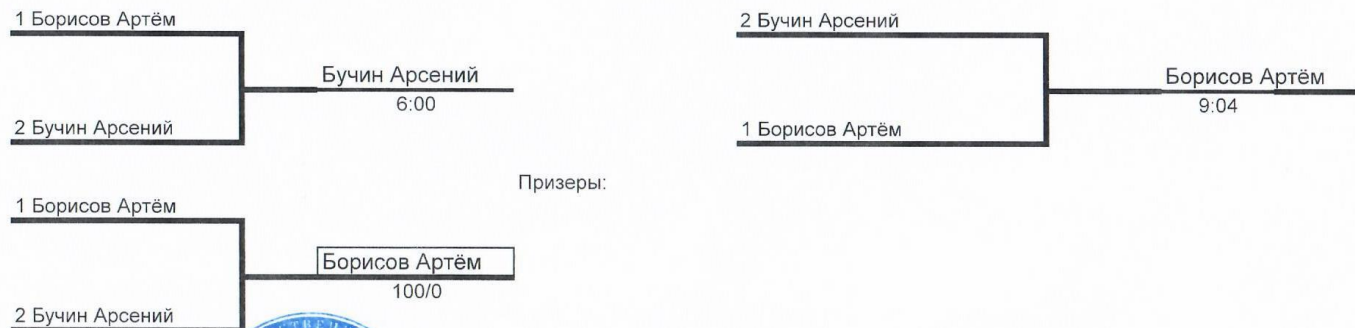 1 Борисов Артём
Бучин Арсений
6:00
2 Бучин Арсений
2 Бучин Арсений
Борисов Артём
9:04
1 Борисов Артём
Призеры:
1 Борисов Артём
Борисов Артём
100/0
2 Бучин Арсений